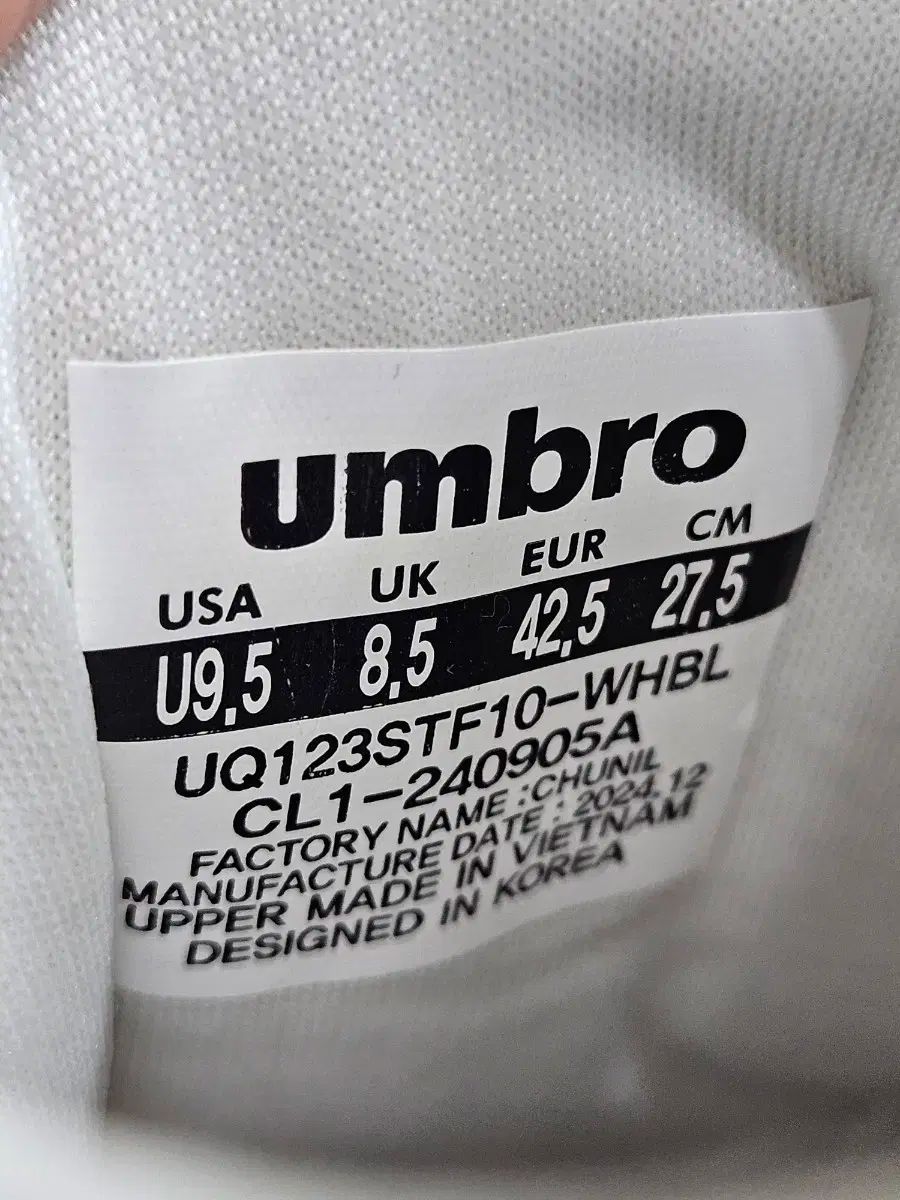 umbro
USA UK EUR CM
U9,5 8,5 42,5 27,5
UQ123STF10-WHBL
CL1-240905A
FACTORY NAME : CHUNIL
MANUFACTURE DATE : 2024.12
UPPER MADE IN VIETNAM
DESIGNED IN KOREA